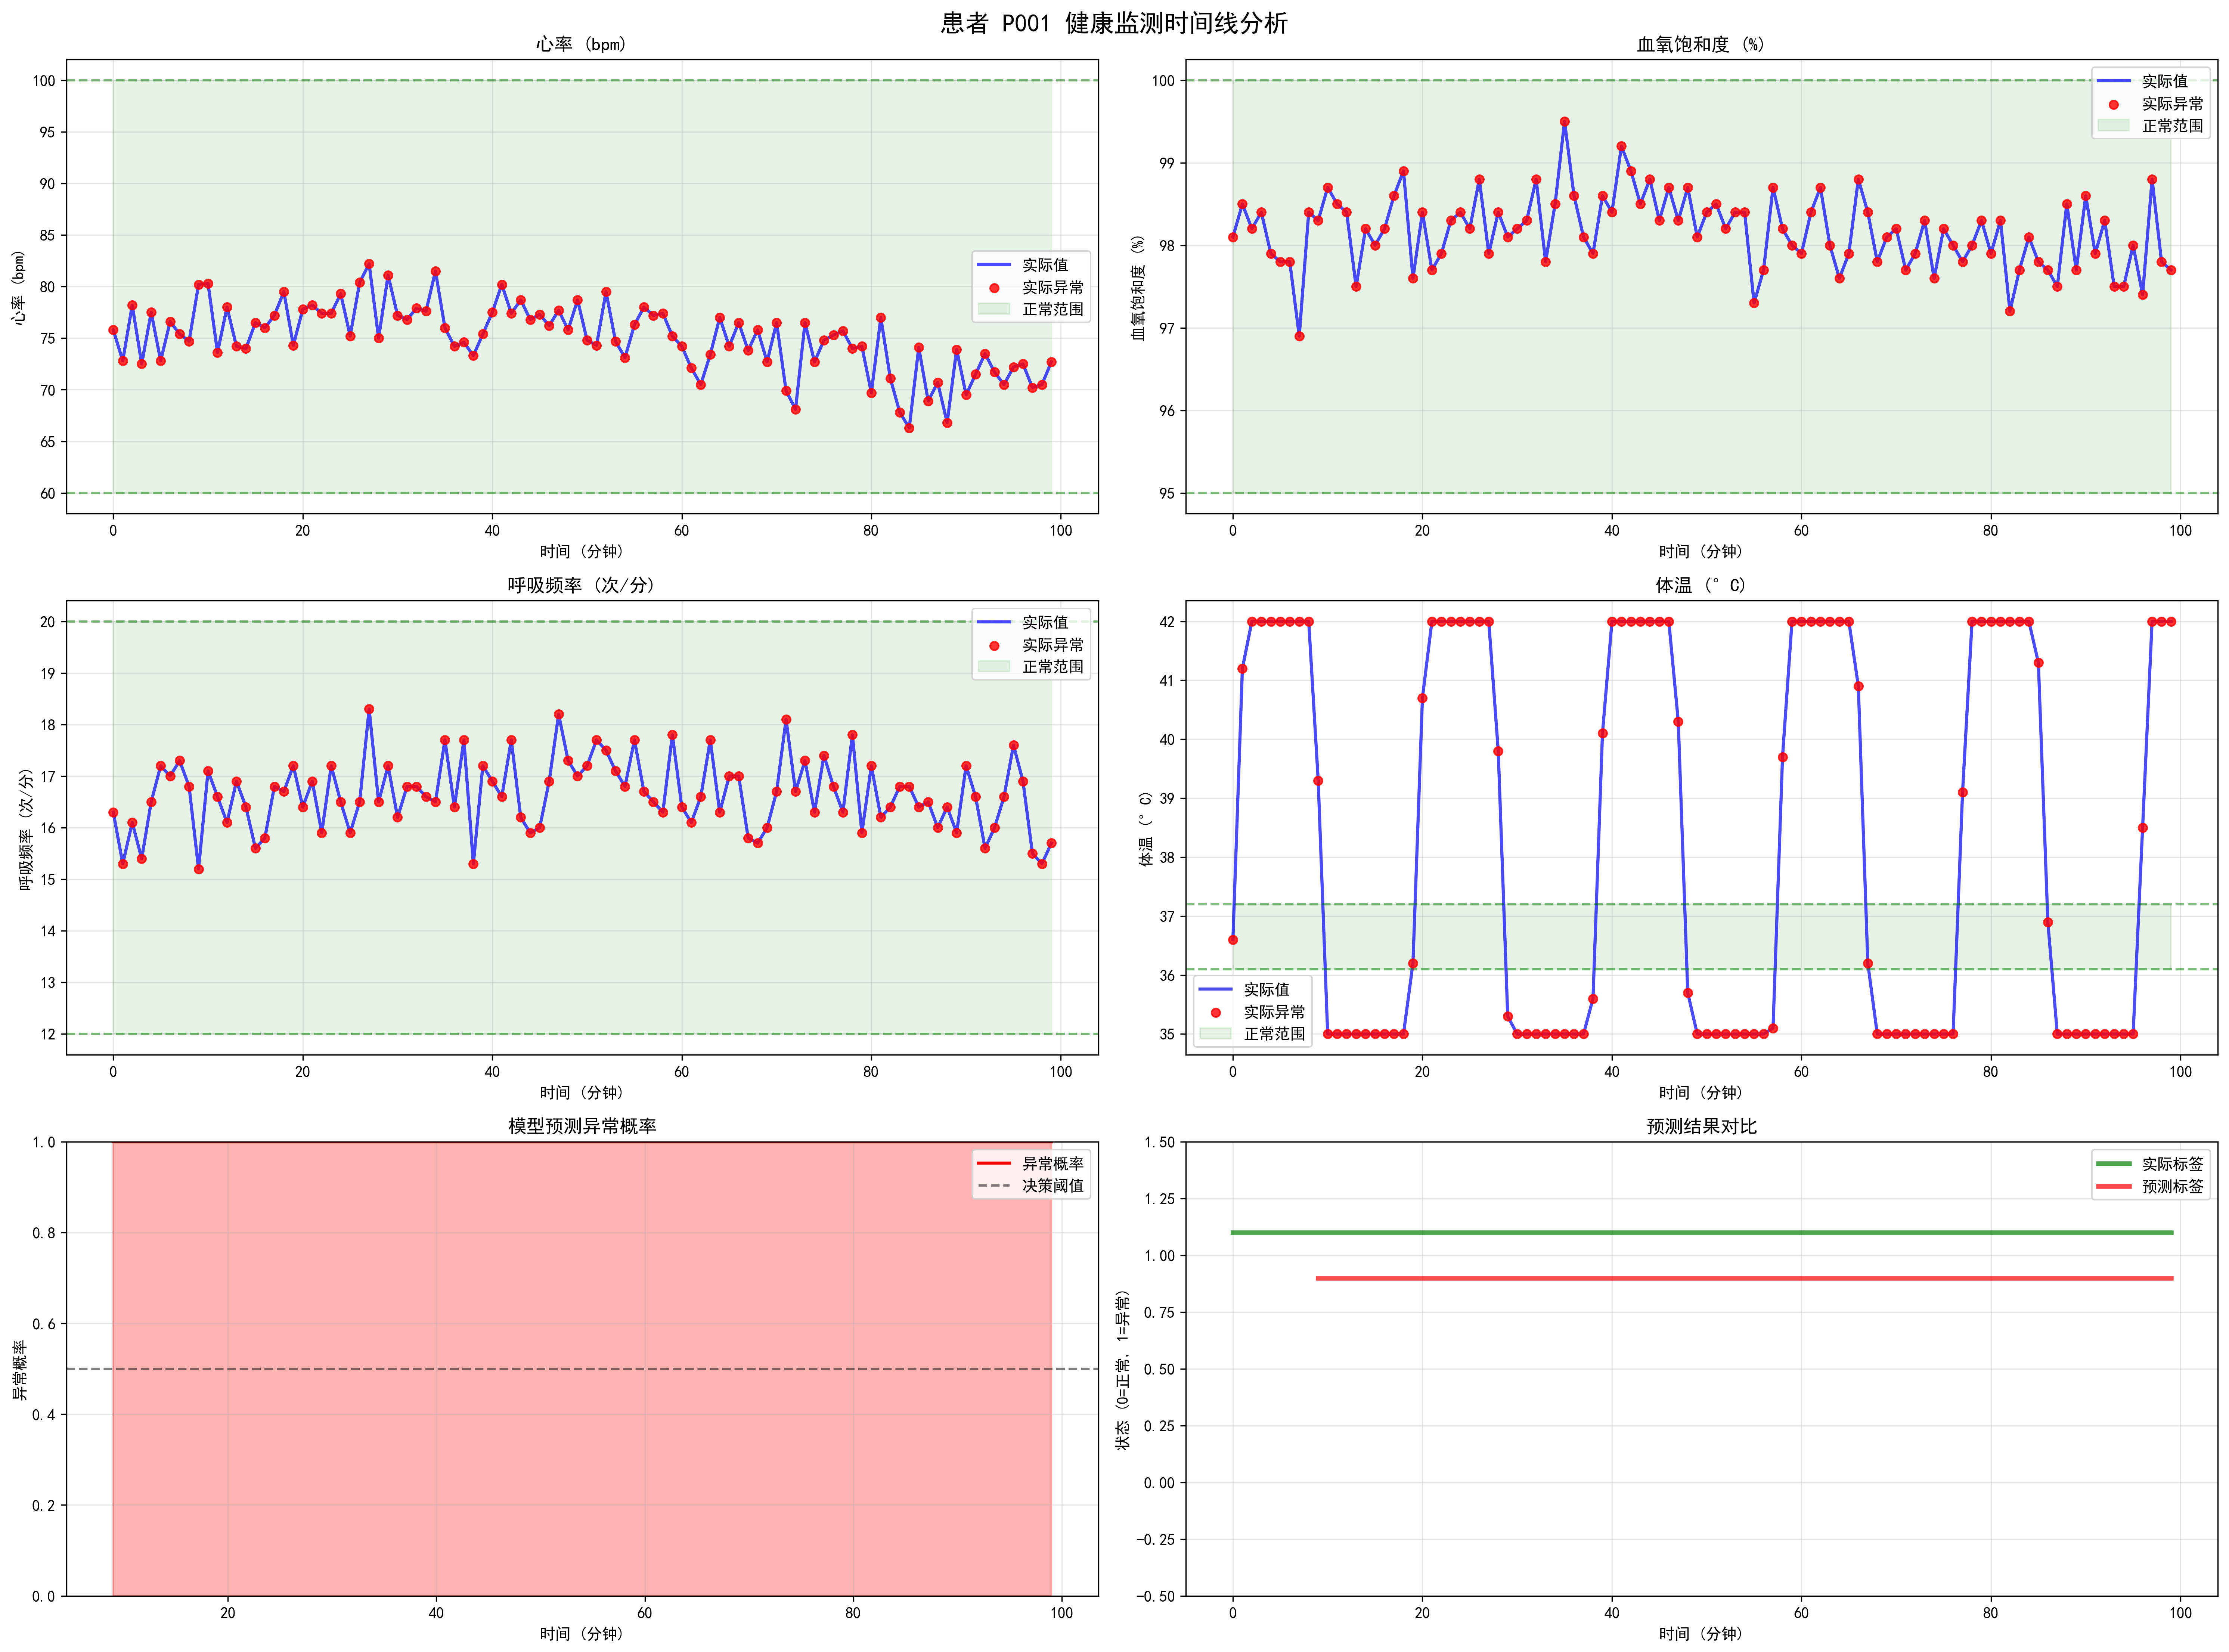 患者 P001 健康监测时间线分析
心率 (bpm)
100
95
90
85
80
75
70
65
60
心率 (bpm)
实际值
实际异常
正常范围
0 20 40 60 80 100
时间 (分钟)
血氧饱和度 (%)
100
99
98
97
96
95
血氧饱和度 (%)
实际值
实际异常
正常范围
0 20 40 60 80 100
时间 (分钟)
呼吸频率 (次/分)
20
19
18
17
16
15
14
13
12
呼吸频率 (次/分)
实际值
实际异常
正常范围
0 20 40 60 80 100
时间 (分钟)
体温 (°C)
42
41
40
39
38
37
36
35
体温 (°C)
实际值
实际异常
正常范围
0 20 40 60 80 100
时间 (分钟)
模型预测异常概率
1.0
0.8
0.6
0.4
0.2
0.0
异常概率
异常概率
决策阈值
20 40 60 80 100
时间 (分钟)
预测结果对比
1.50
1.25
1.00
0.75
0.50
0.25
0.00
−0.25
−0.50
状态 (0=正常, 1=异常)
实际标签
预测标签
0 20 40 60 80 100
时间 (分钟)